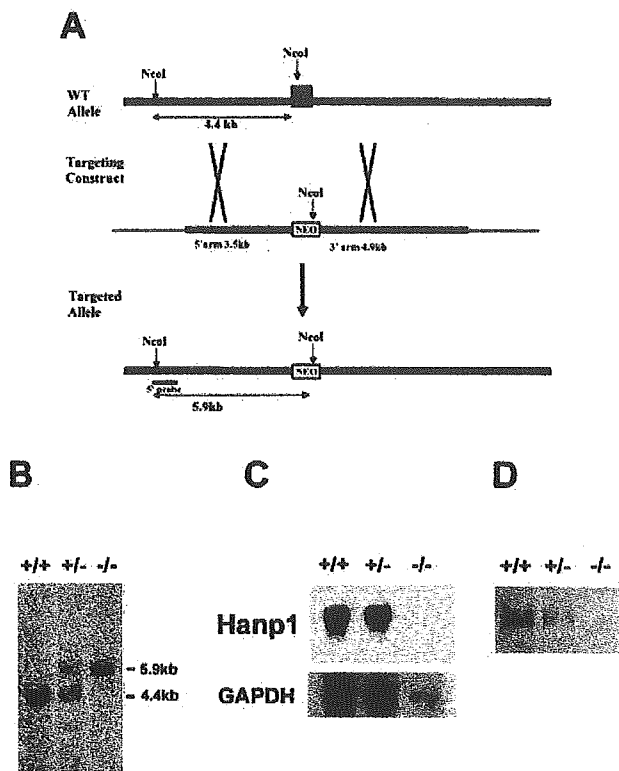 A
NcoI
NcoI
WT
Allele
4.4 kb
Targeting
Construct
NcoI
NEO
5'arm 3.5kb
3' arm 4.9kb
Targeted
Allele
NcoI
NcoI
NEO
5' probe
5.9kb
B
C
D
+/+ +/- -/-
+/+ +/- -/-
+/+ +/- -/-
Hanp1
5.9kb
4.4kb
GAPDH